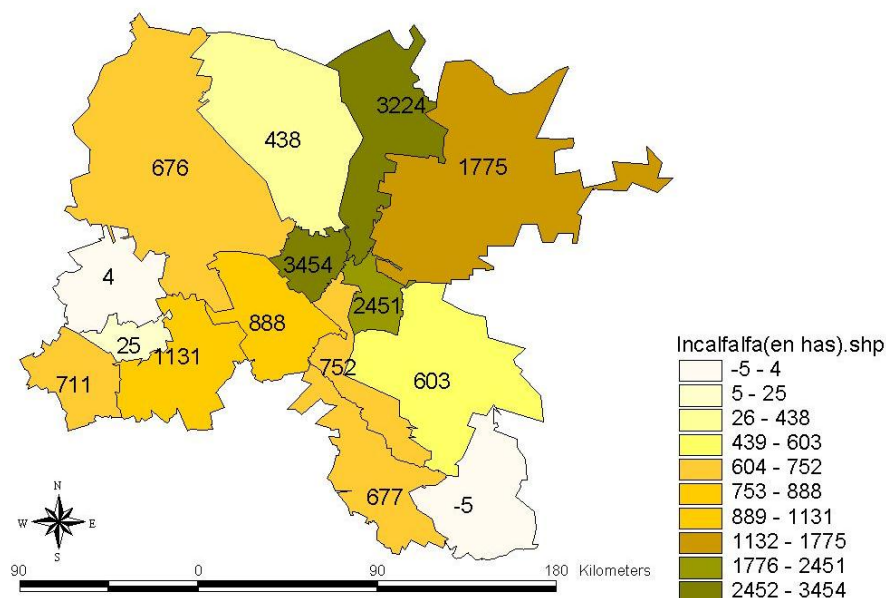 3224
438
676
1775
3454
4
2451
888
25
1131
752
603
711
677
-5
N
W E
S
90 0 90 180 Kilometers
Incalfalfa(en has).shp
-5 - 4
5 - 25
26 - 438
439 - 603
604 - 752
753 - 888
889 - 1131
1132 - 1775
1776 - 2451
2452 - 3454